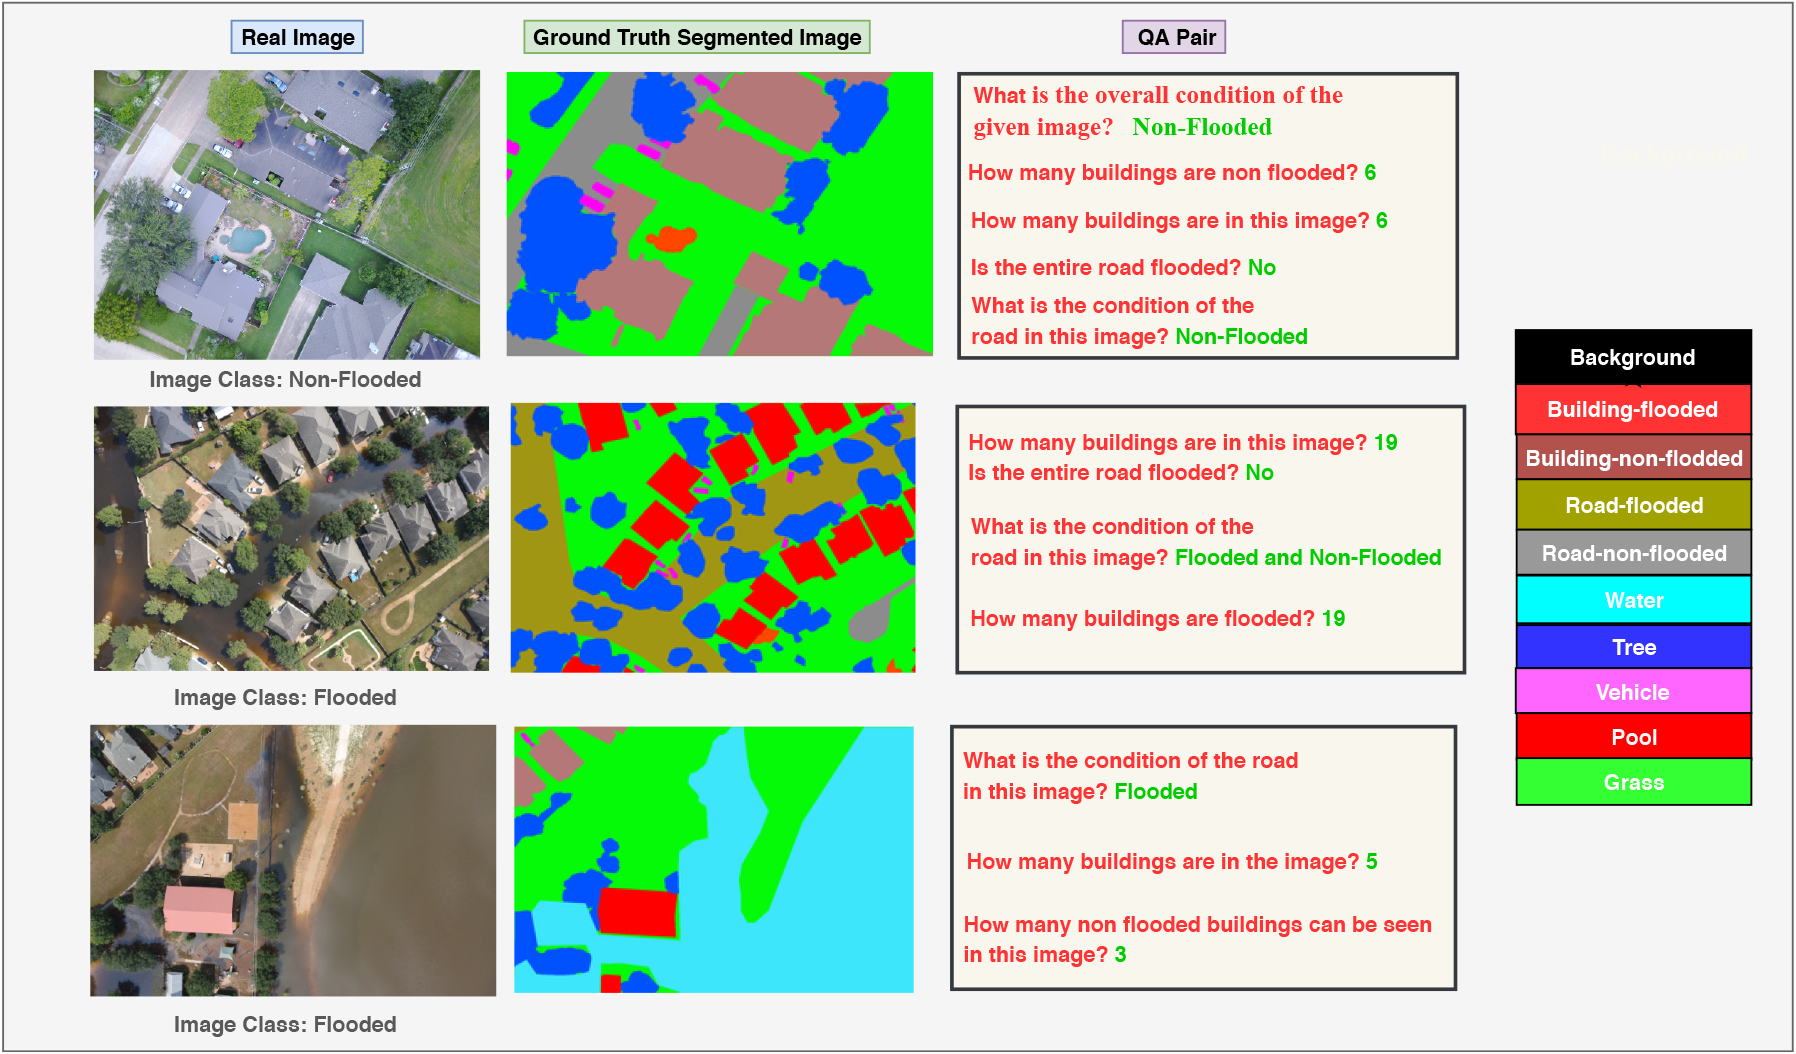 Real Image
Ground Truth Segmented Image
QA Pair
What is the overall condition of the
given image? Non-Flooded
How many buildings are non flooded? 6
How many buildings are in this image? 6
Is the entire road flooded? No
What is the condition of the
road in this image? Non-Flooded
Image Class: Non-Flooded
How many buildings are in this image? 19
Is the entire road flooded? No
What is the condition of the
road in this image? Flooded and Non-Flooded
How many buildings are flooded? 19
Image Class: Flooded
What is the condition of the road
in this image? Flooded
How many buildings are in the image? 5
How many non flooded buildings can be seen
in this image? 3
Image Class: Flooded
Background
Building-flooded
Building-non-flodded
Road-flooded
Road-non-flooded
Water
Tree
Vehicle
Pool
Grass